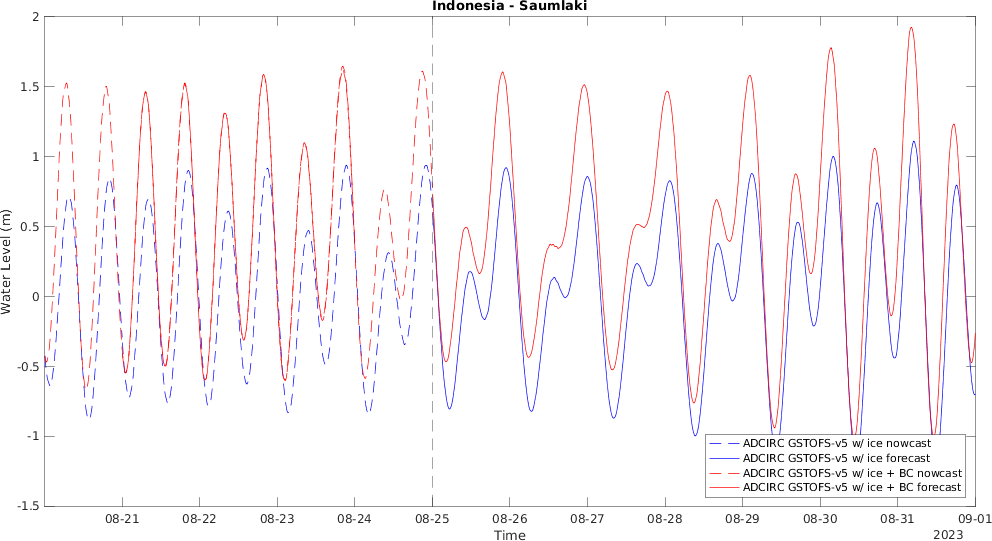 Indonesia - Saumlaki
2
1.5
1
0.5
0
-0.5
-1
-1.5
Water Level (m)
ADCIRC GSTOFS-v5 w/ ice nowcast
ADCIRC GSTOFS-v5 w/ ice forecast
ADCIRC GSTOFS-v5 w/ ice + BC nowcast
ADCIRC GSTOFS-v5 w/ ice + BC forecast
08-21 08-22 08-23 08-24 08-25 08-26 08-27 08-28 08-29 08-30 08-31 09-01
Time
2023